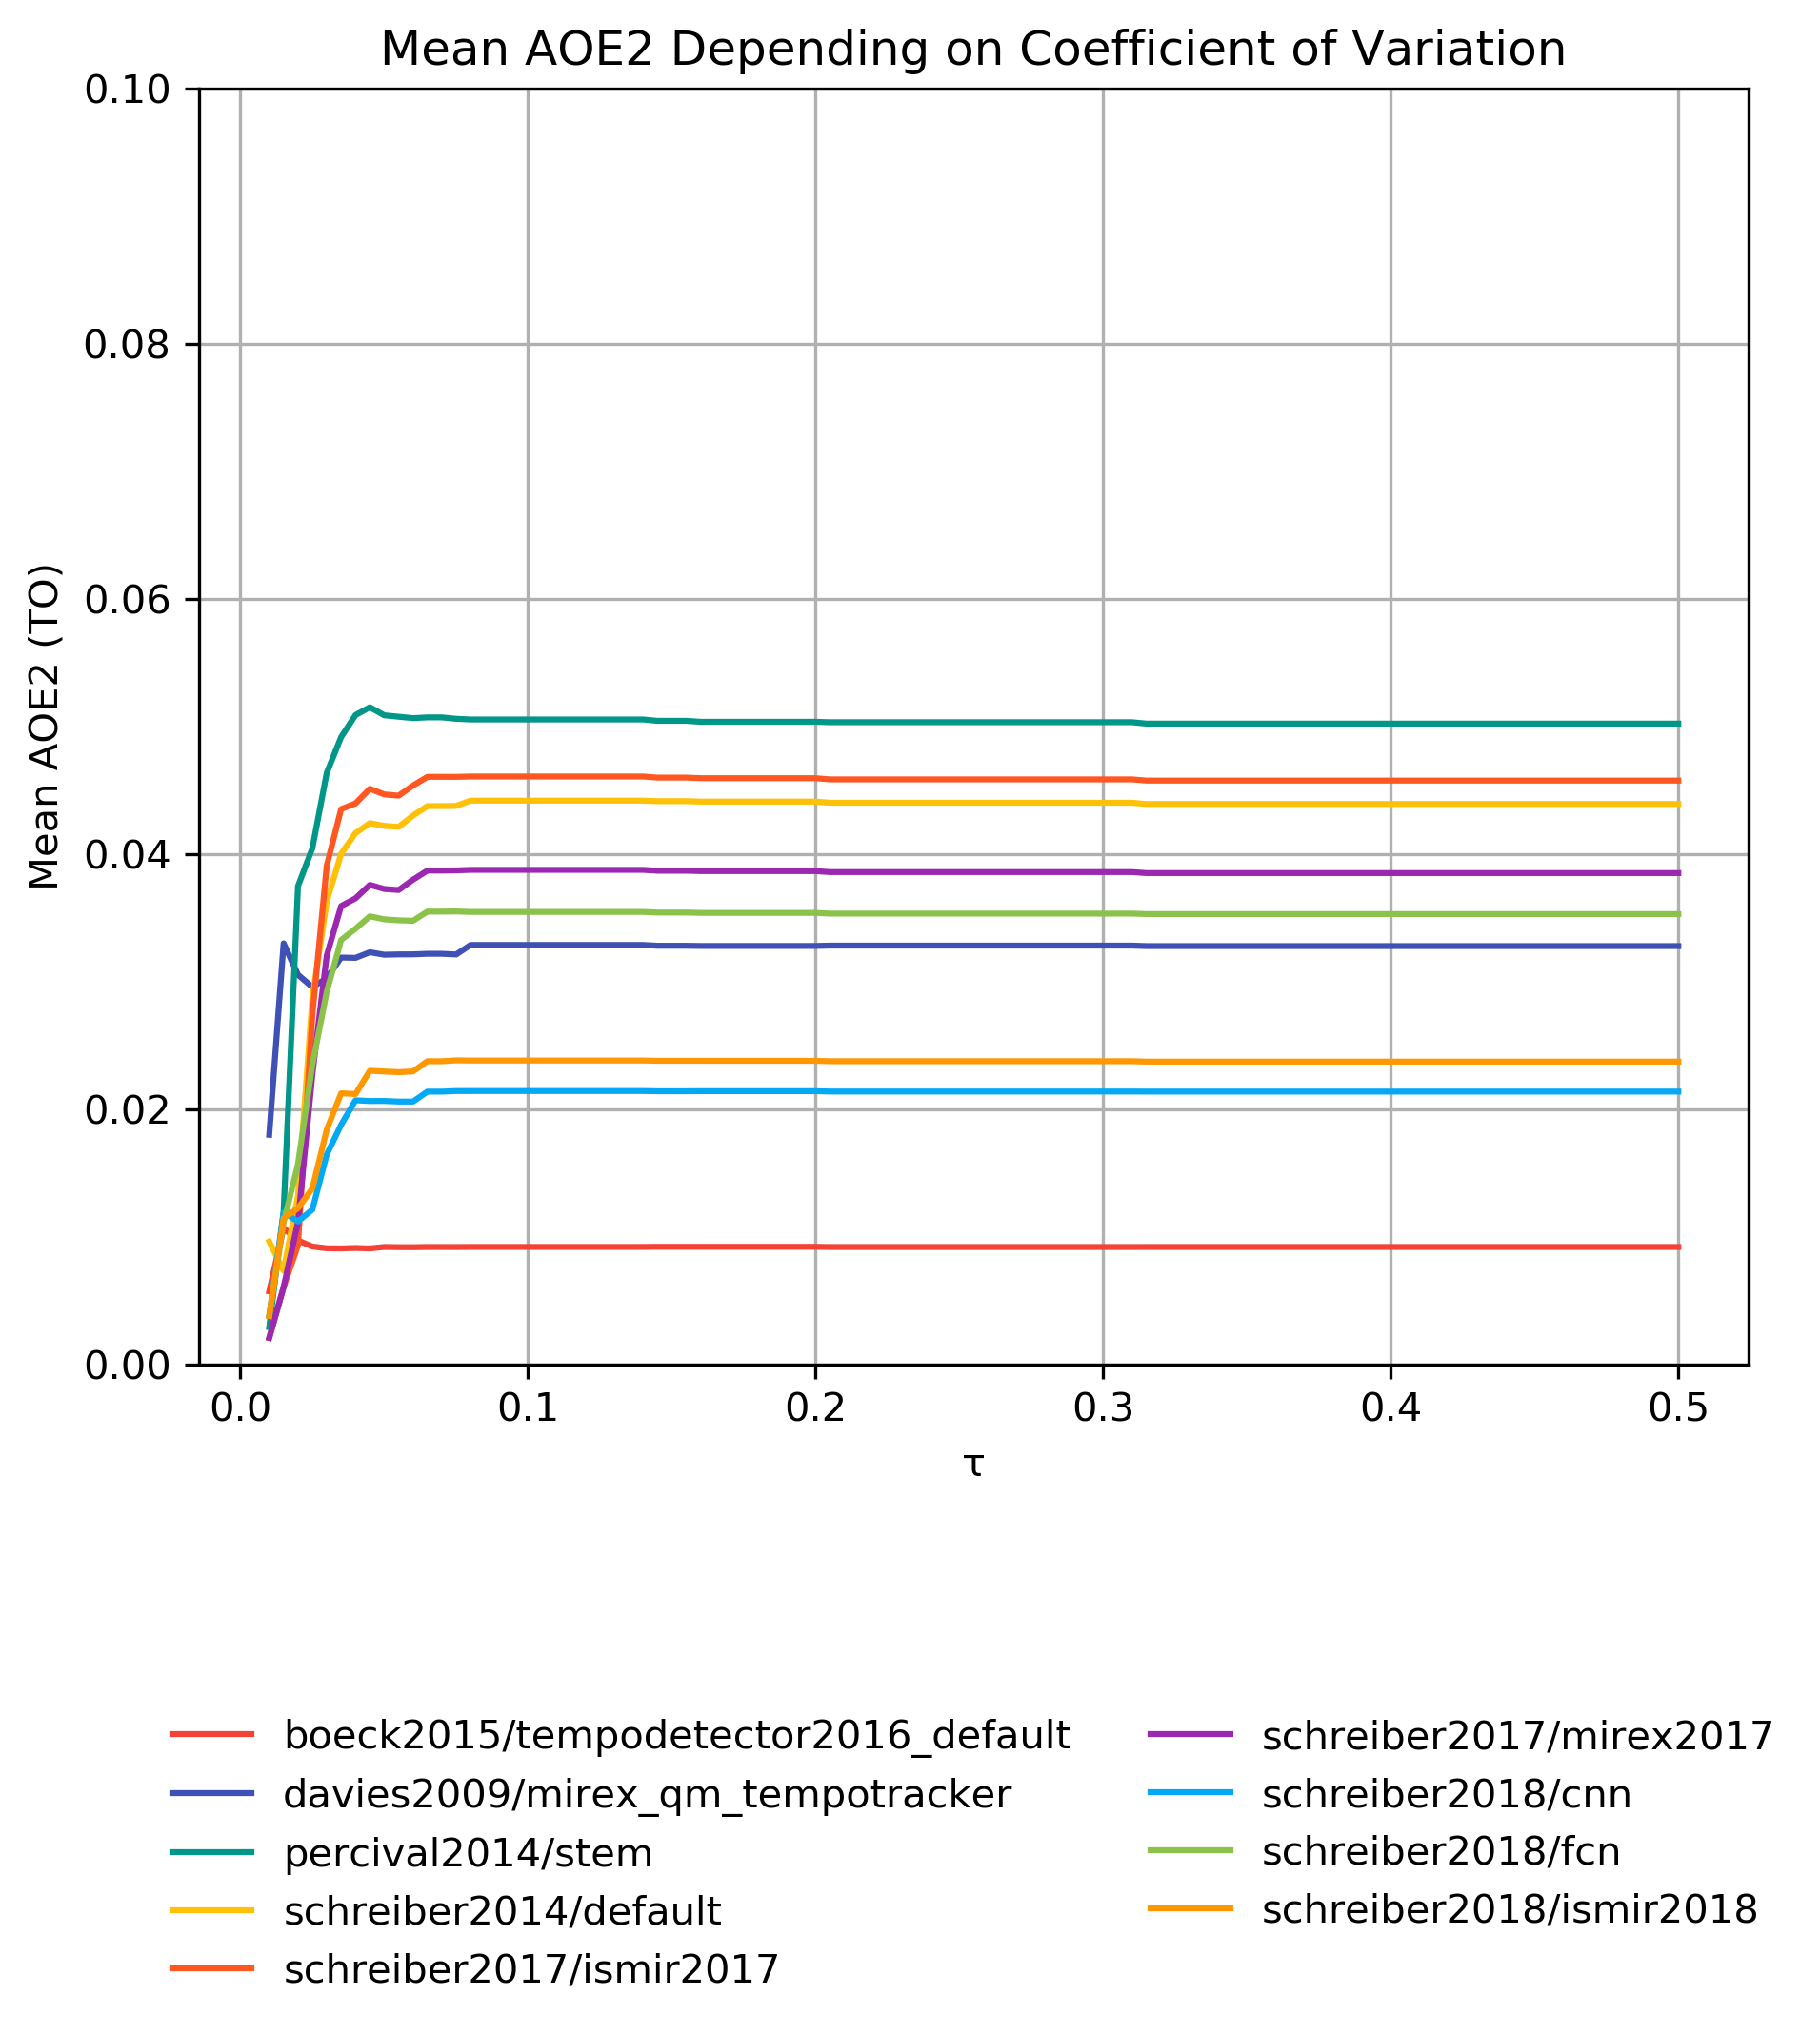 Mean AOE2 Depending on Coefficient of Variation
0.10
0.08
0.06
0.04
0.02
0.00
Mean AOE2 (TO)
0.0 0.1 0.2 0.3 0.4 0.5
τ
boeck2015/tempodetector2016_default
davies2009/mirex_qm_tempotracker
percival2014/stem
schreiber2014/default
schreiber2017/ismir2017
schreiber2017/mirex2017
schreiber2018/cnn
schreiber2018/fcn
schreiber2018/ismir2018